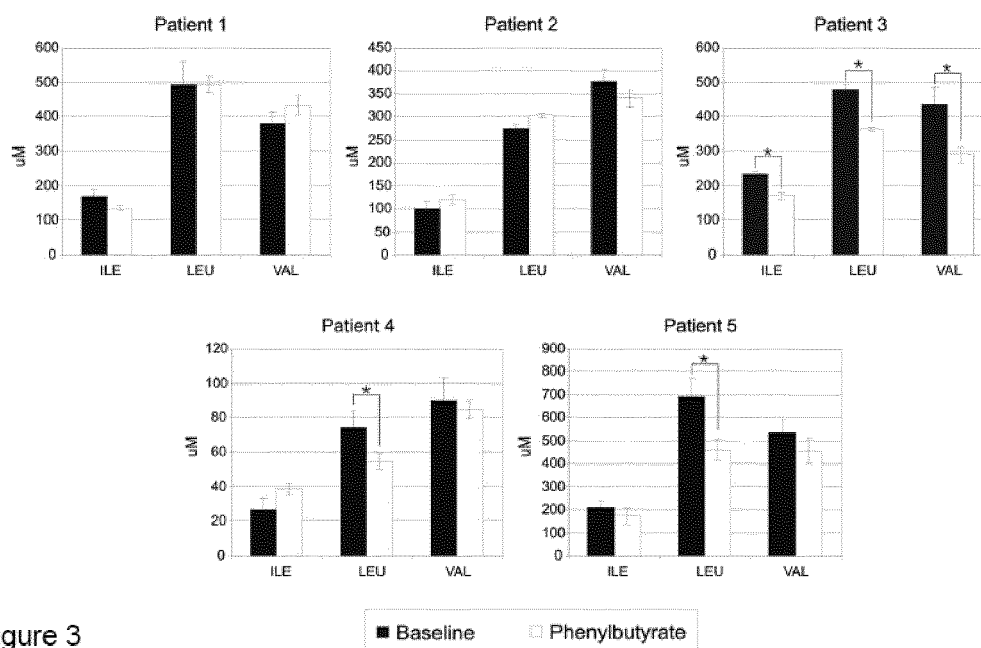 Patient 1
600
500
400
300
200
100
0
uM
ILE LEU VAL
Patient 2
450
400
350
300
250
200
150
100
50
0
uM
ILE LEU VAL
Patient 3
600
500
400
300
200
100
0
uM
* * *
ILE LEU VAL
Patient 4
120
100
80
60
40
20
0
uM
*
ILE LEU VAL
Patient 5
900
800
700
600
500
400
300
200
100
0
uM
*
ILE LEU VAL
Baseline Phenylbutyrate
gure 3